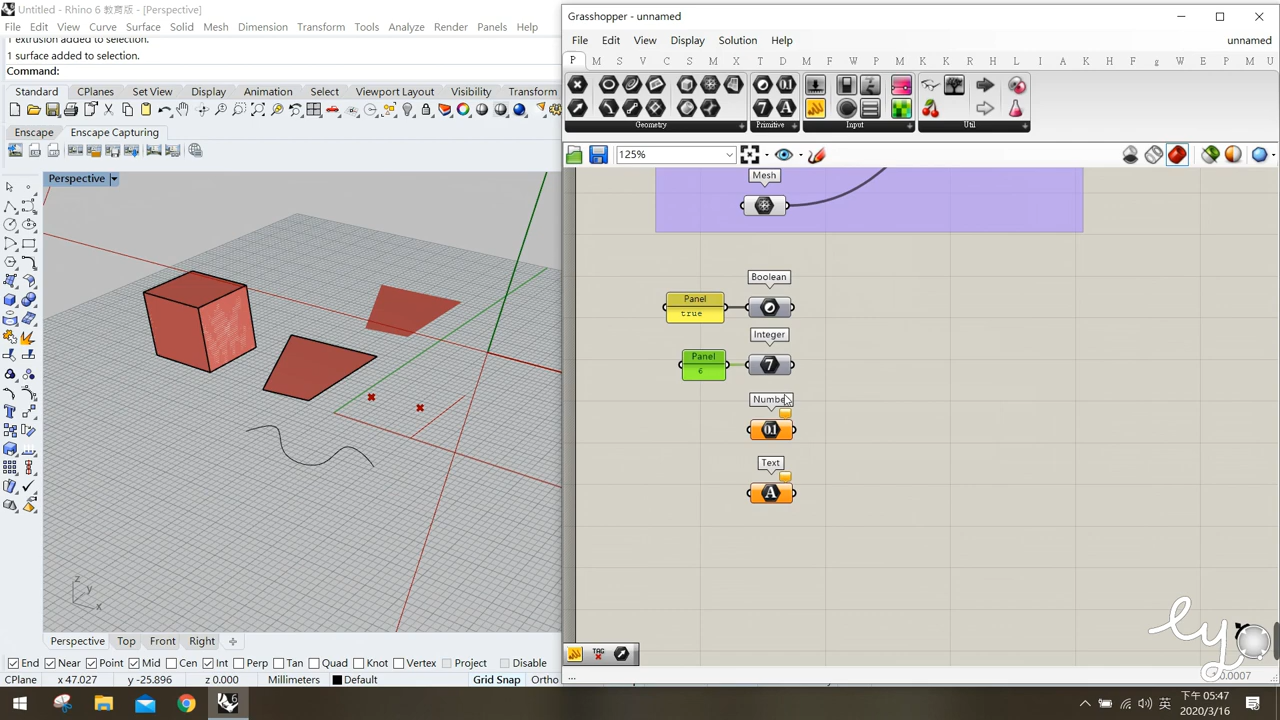 Untitled - Rhino 6 教育版 - [Perspective]
File Edit View Curve Surface Solid Mesh Dimension Transform Tools Analyze Render Panels Help
1 extrusion added to selection.
1 surface added to selection.
Command:
Standard CPlanes Set View Display Select Viewport Layout Visibility Transform
Enscape Enscape Capturing
Perspective
z
y
x
Perspective Top Front Right
End Near Point Mid Cen Int Perp Tan Quad Knot Vertex Project Disable
CPlane x 47.027 y -25.896 z 0.000 Millimeters Default Grid Snap Ortho
Grasshopper - unnamed
File Edit View Display Solution Help unnamed
P M S V C S M I T D X R K B L H E F g W M P U L I A D K P M U
Geometry Primitive Input Util
125%
Mesh
Boolean
Panel
true
Integer
Panel
6
Number
Text
ly
...
0.0007
英
下午 05:47
2020/3/16